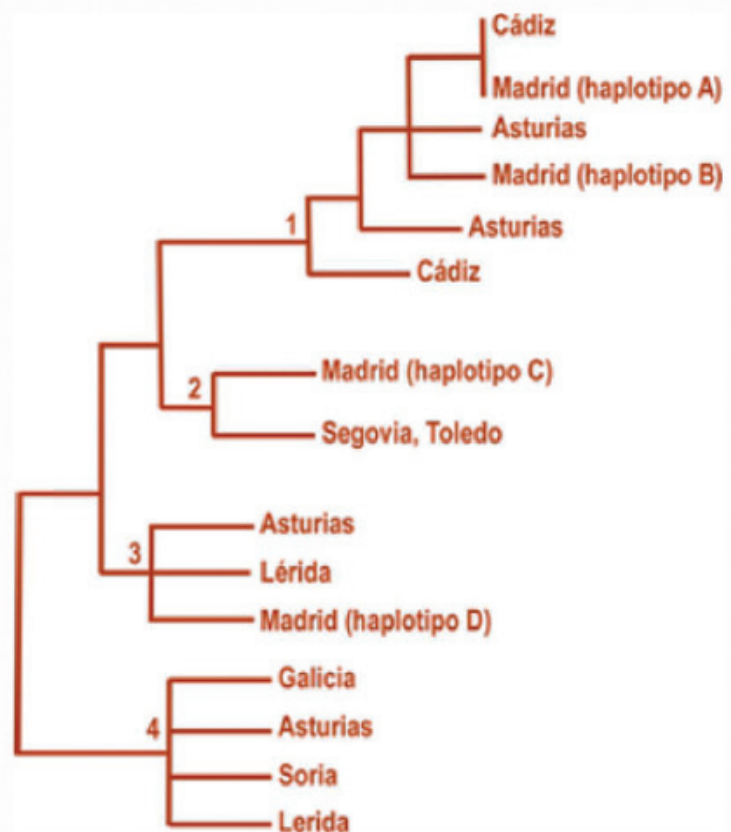 Cádiz
Madrid (haplotipo A)
Asturias
Madrid (haplotipo B)
1
Asturias
Cádiz
Madrid (haplotipo C)
2
Segovia, Toledo
Asturias
3
Lérida
Madrid (haplotipo D)
Galicia
4
Asturias
Soria
Lerida